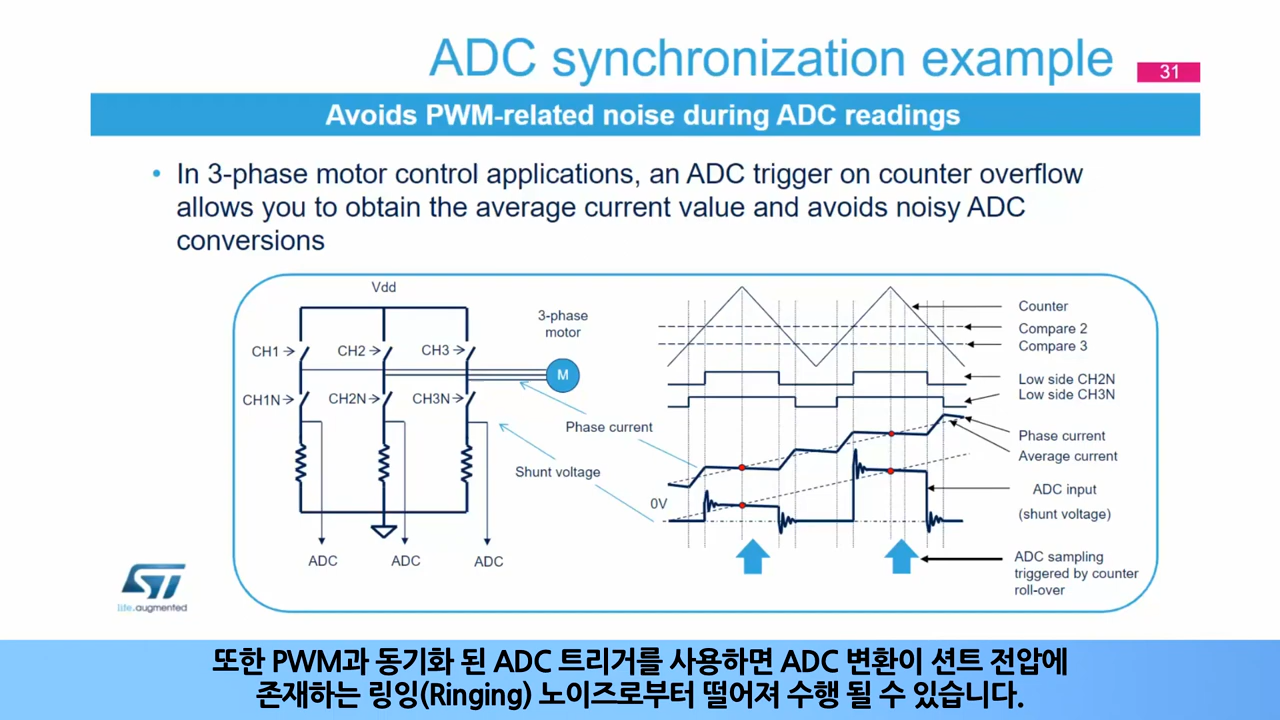 ADC synchronization example
31
Avoids PWM-related noise during ADC readings
• In 3-phase motor control applications, an ADC trigger on counter overflow
allows you to obtain the average current value and avoids noisy ADC
conversions
Vdd
3-phase
motor
CH1
CH2
CH3
M
CH1N
CH2N
CH3N
Phase current
Shunt voltage
ADC
ADC
ADC
Counter
Compare 2
Compare 3
Low side CH2N
Low side CH3N
Phase current
Average current
0V
ADC input
(shunt voltage)
ADC sampling
triggered by counter
roll-over
ST
life.augmented
또한 PWM과 동기화 된 ADC 트리거를 사용하면 ADC 변환이 션트 전압에
존재하는 링잉(Ringing) 노이즈로부터 떨어져 수행 될 수 있습니다.